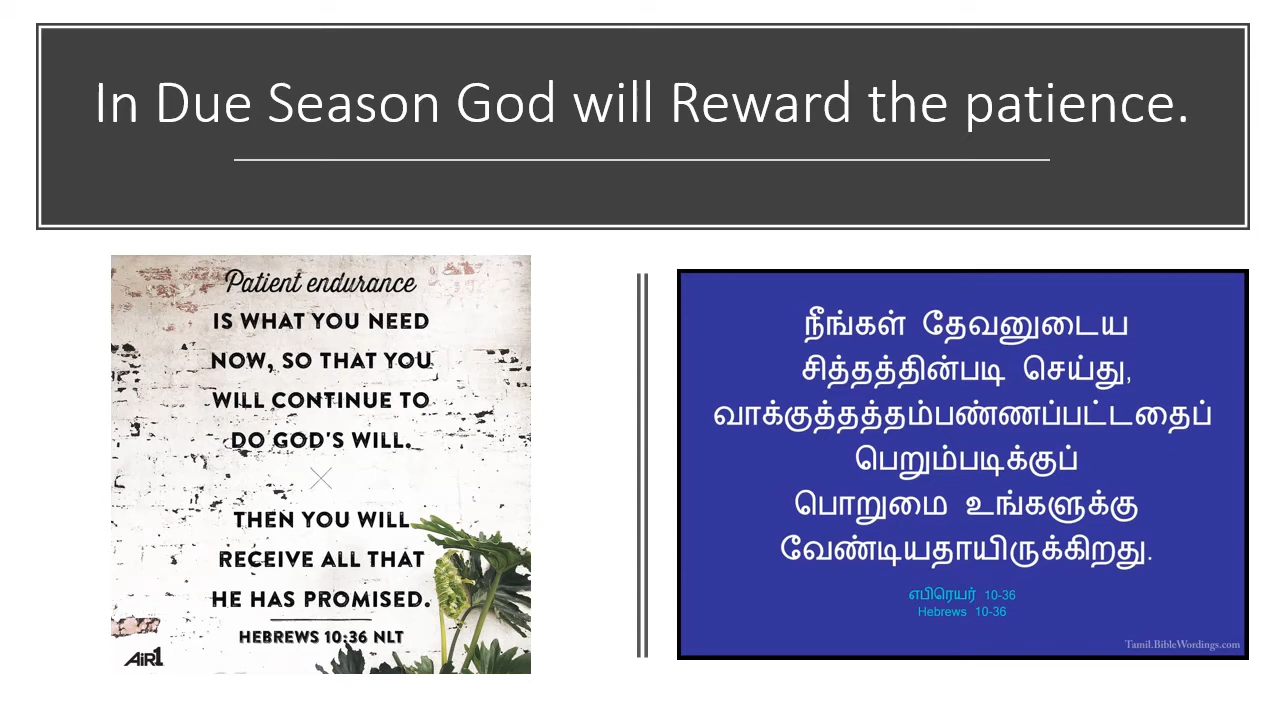 In Due Season God will Reward the patience.
Patient endurance
IS WHAT YOU NEED
NOW, SO THAT YOU
WILL CONTINUE TO
DO GOD'S WILL.
THEN YOU WILL
RECEIVE ALL THAT
HE HAS PROMISED.
HEBREWS 10:36 NLT
AiR1
நீங்கள் தேவனுடைய
சித்தத்தின்படி செய்து,
வாக்குத்தத்தம்பண்ணப்பட்டதைப்
பெறும்படிக்குப்
பொறுமை உங்களுக்கு
வேண்டியதாயிருக்கிறது.
எபிரெயர் 10-36
Hebrews 10-36
Tamil.BibleWordings.com